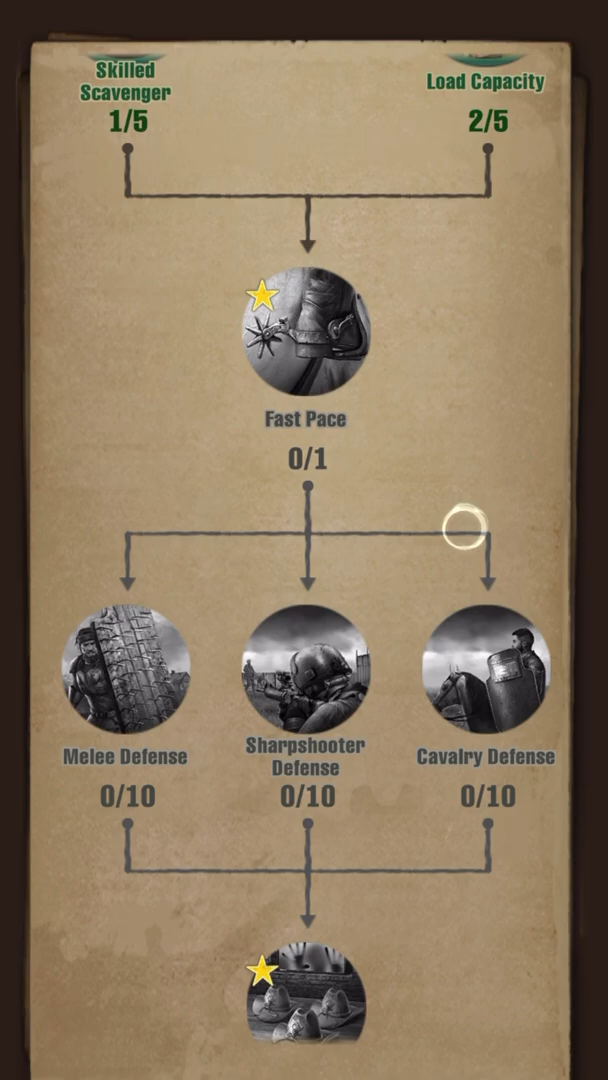 Skilled
Scavenger
1/5
Load Capacity
2/5
Fast Pace
0/1
Melee Defense
0/10
Sharpshooter
Defense
0/10
Cavalry Defense
0/10